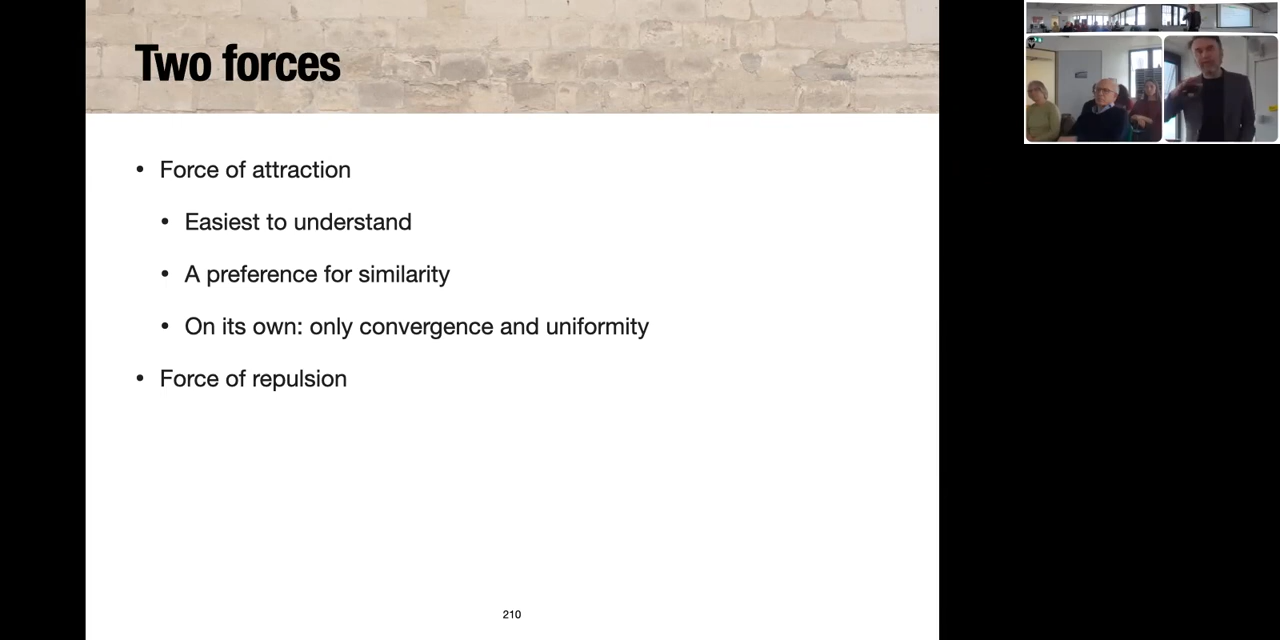 Two forces
• Force of attraction
• Easiest to understand
• A preference for similarity
• On its own: only convergence and uniformity
• Force of repulsion
210